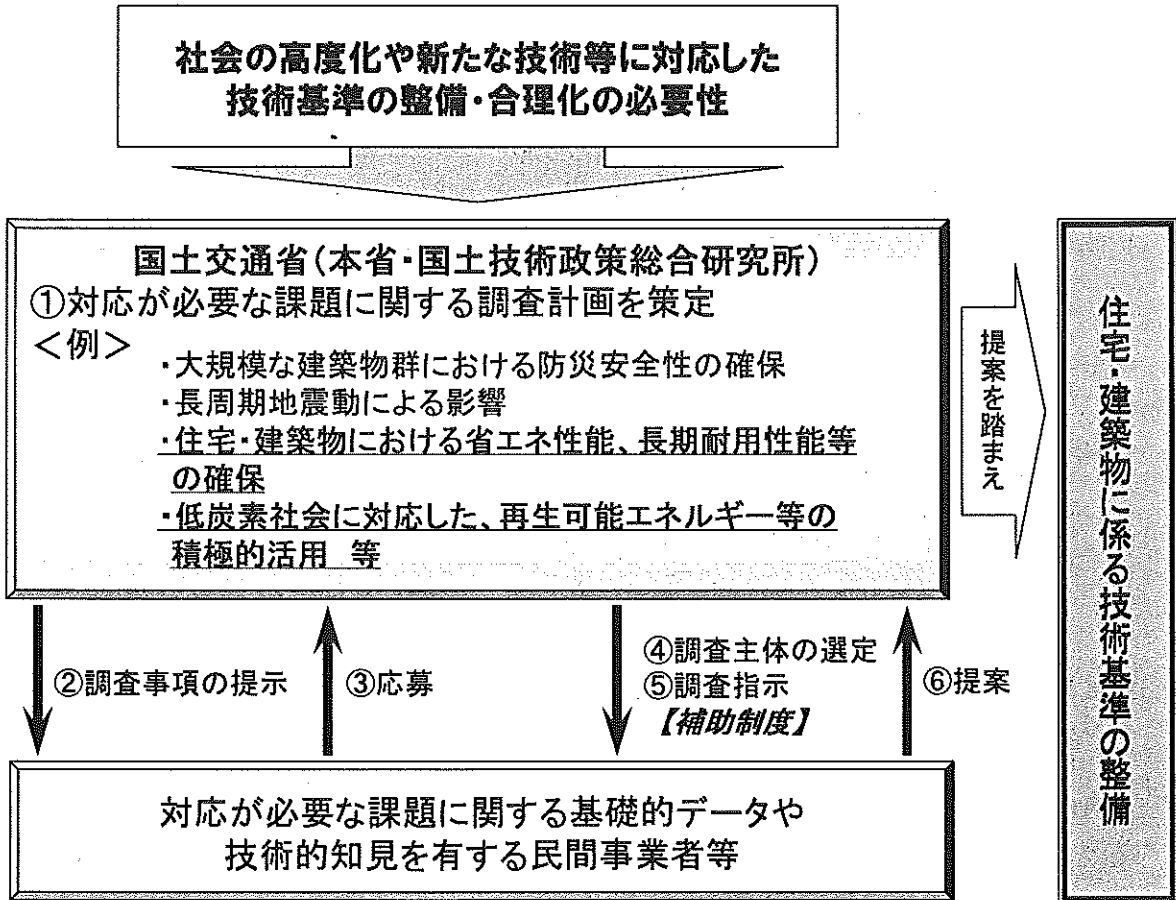 社会の高度化や新たな技術等に対応した
技術基準の整備・合理化の必要性
国土交通省(本省・国土技術政策総合研究所)
①対応が必要な課題に関する調査計画を策定
<例>
・大規模な建築物群における防災安全性の確保
・長周期地震動による影響
・住宅・建築物における省エネ性能、長期耐用性能等
の確保
・低炭素社会に対応した、再生可能エネルギー等の
積極的活用 等
提案を踏まえ
住宅・建築物に係る技術基準の整備
②調査事項の提示
③応募
④調査主体の選定
⑤調査指示
【補助制度】
⑥提案
対応が必要な課題に関する基礎的データや
技術的知見を有する民間事業者等